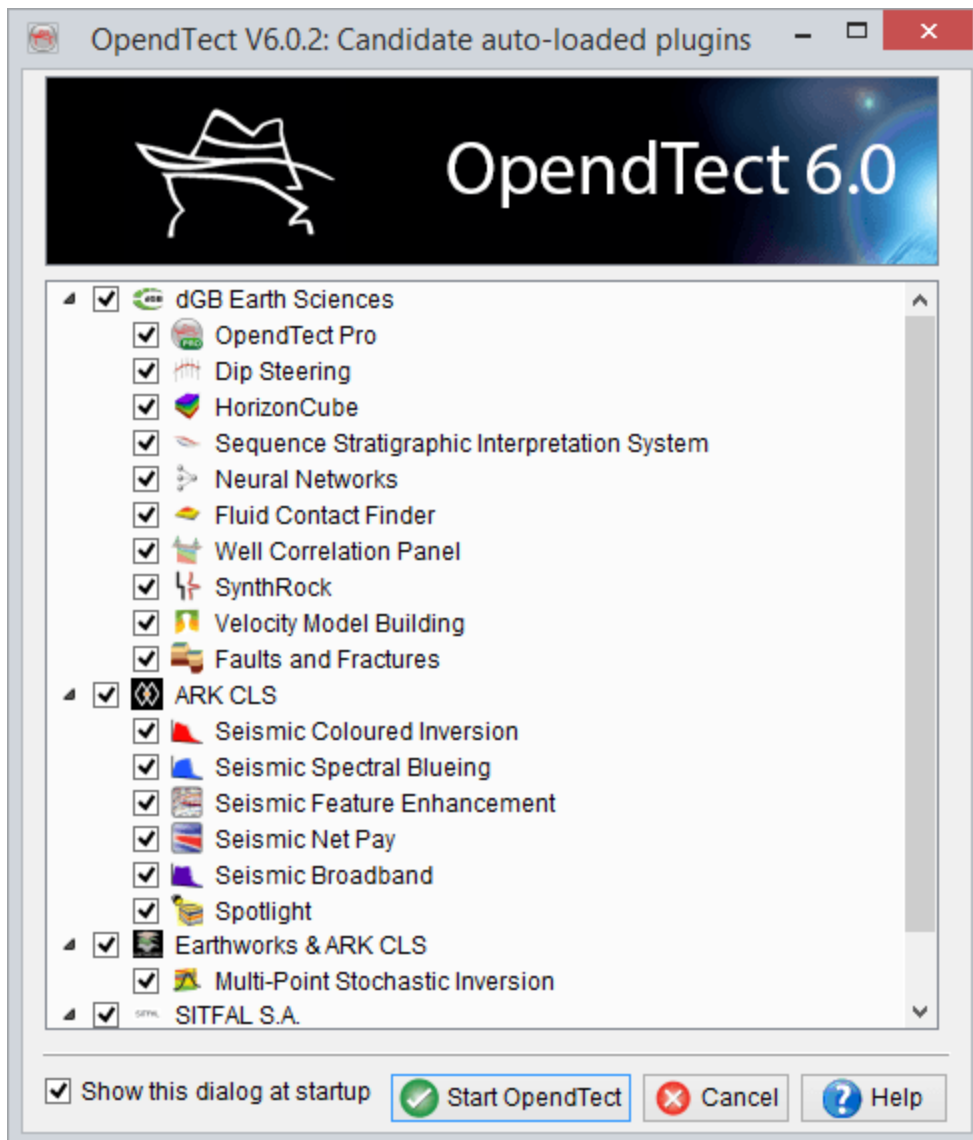 OpendTect V6.0.2: Candidate auto-loaded plugins
OpendTect 6.0
dGB Earth Sciences
OpendTect Pro
Dip Steering
HorizonCube
Sequence Stratigraphic Interpretation System
Neural Networks
Fluid Contact Finder
Well Correlation Panel
SynthRock
Velocity Model Building
Faults and Fractures
ARK CLS
Seismic Coloured Inversion
Seismic Spectral Blueing
Seismic Feature Enhancement
Seismic Net Pay
Seismic Broadband
Spotlight
Earthworks & ARK CLS
Multi-Point Stochastic Inversion
SITFAL S.A.
Show this dialog at startup Start OpendTect Cancel Help